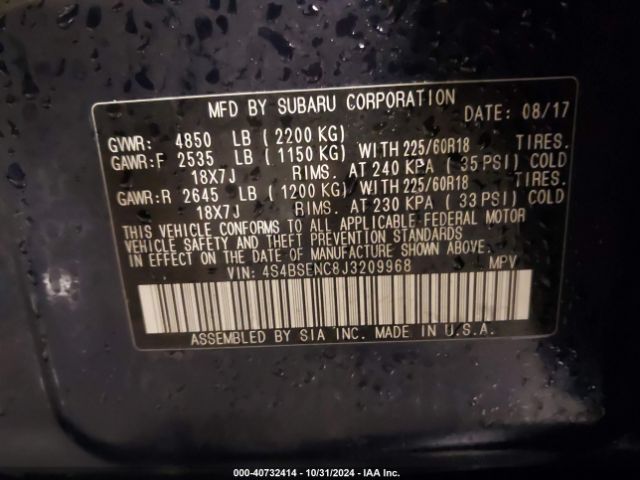 MFD BY SUBARU CORPORATION DATE: 08/17
GVWR: 4850 LB (2200 KG)
GAWR:F 2535 LB (1150 KG) WITH 225/60R18 TIRES.
18X7J RIMS. AT 240 KPA (35 PSI) COLD
GAWR:R 2645 LB (1200 KG) WITH 225/60R18 TIRES.
18X7J RIMS. AT 230 KPA (33 PSI) COLD
THIS VEHICLE CONFORMS TO ALL APPLICABLE FEDERAL MOTOR
VEHICLE SAFETY AND THEFT PREVENTION STANDARDS
IN EFFECT ON THE DATE OF MANUFACTURE SHOWN ABOVE.
VIN: 4S4BSENC8J3209968 MPV
ASSEMBLED BY SIA INC. MADE IN U.S.A.
000-40732414 - 10/31/2024 - IAA Inc.